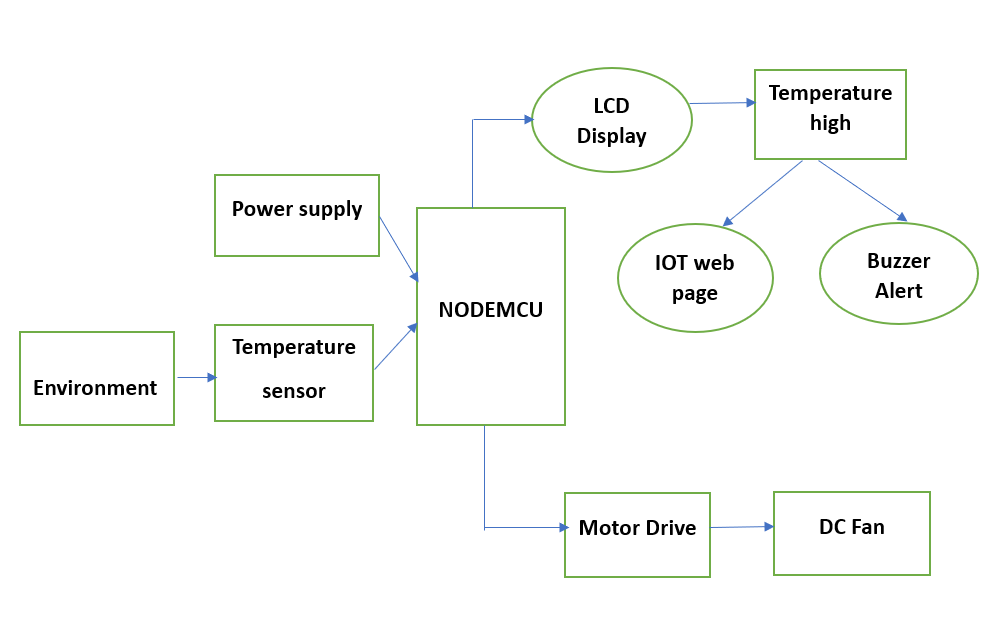 LCD
Display
Temperature
high
Power supply
IOT web
page
Buzzer
Alert
NODEMCU
Environment
Temperature
sensor
Motor Drive
DC Fan